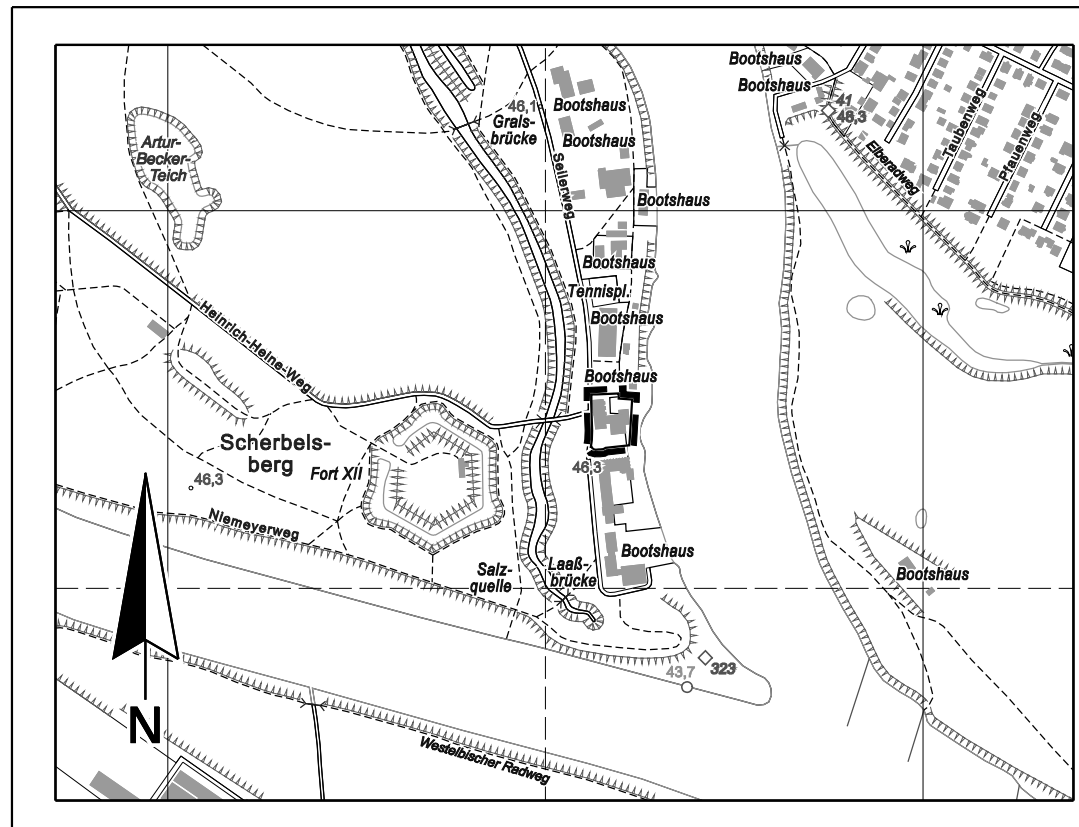 Bootshaus
Bootshaus
41
46,3
46,1
Grals-
brücke
Bootshaus
Bootshaus
Artur-
Becker-
Teich
Seilerweg
Bootshaus
Elberadweg
Taubenweg
Pfauenweg
Bootshaus
Tennispl.
Bootshaus
Heinrich-Heine-Weg
Bootshaus
Scherbels-
berg
Fort XII
46,3
46,3
Niemeyerweg
Salz-
quelle
Laaß-
brücke
Bootshaus
Bootshaus
323
43,7
N
Westelbischer Radweg